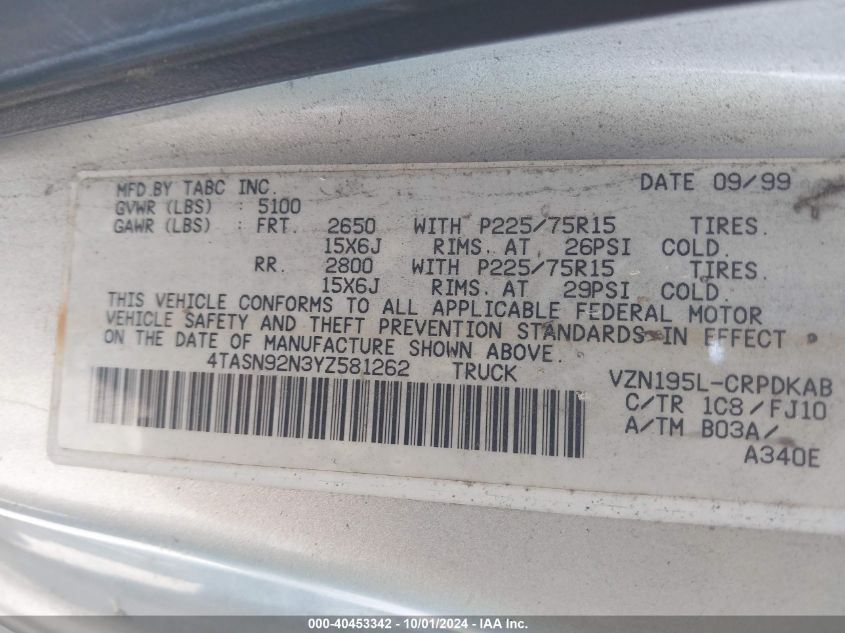 MFD.BY TABC INC. DATE 09/99
GVWR (LBS) : 5100
GAWR (LBS) : FRT. 2650 WITH P225/75R15 TIRES.
15X6J RIMS. AT 26PSI COLD.
RR. 2800 WITH P225/75R15 TIRES.
15X6J RIMS. AT 29PSI COLD.
THIS VEHICLE CONFORMS TO ALL APPLICABLE FEDERAL MOTOR
VEHICLE SAFETY AND THEFT PREVENTION STANDARDS IN EFFECT
ON THE DATE OF MANUFACTURE SHOWN ABOVE.
4TASN92N3YZ581262 TRUCK VZN195L-CRPDKAB
C/TR 1C8/FJ10
A/TM B03A/
A340E
000-40453342 - 10/01/2024 - IAA Inc.